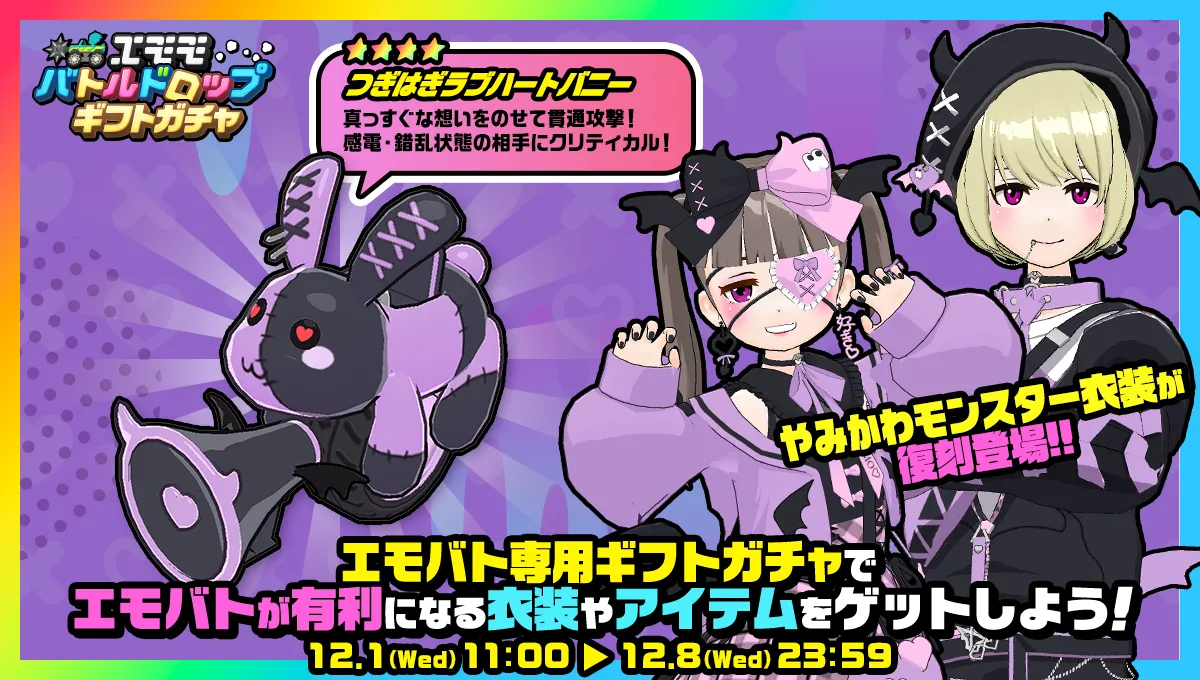 エモモ
バトルドロップ
ギフトガチャ
つぎはぎラブハートバニー
真っすぐな想いをのせて貫通攻撃！
感電・錯乱状態の相手にクリティカル！
好き
やみかわモンスター衣装が
復刻登場!!
エモバト専用ギフトガチャで
エモバトが有利になる衣装やアイテムをゲットしよう！
12.1(Wed)11:00▶12.8(Wed)23:59